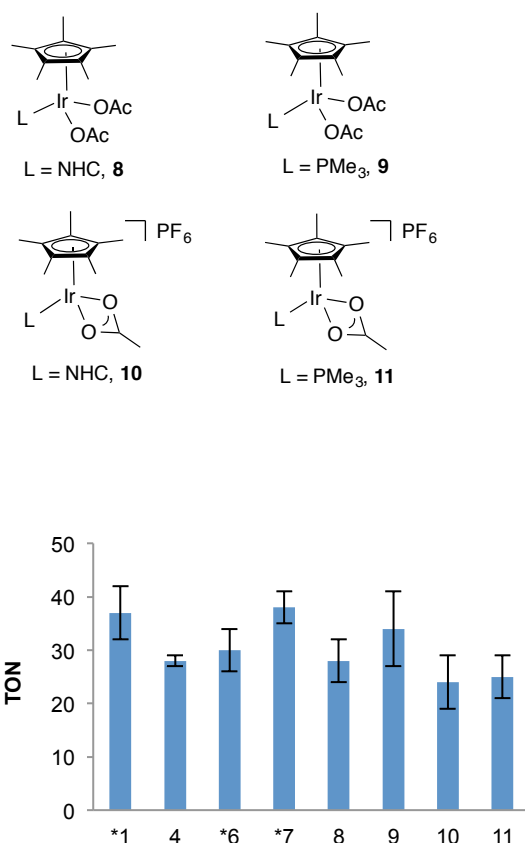 Ir
L
OAc
OAc
L = NHC, 8
Ir
L
OAc
OAc
L = PMe3, 9
PF6
Ir
L
O
O
L = NHC, 10
PF6
Ir
L
O
O
L = PMe3, 11
50
40
30
20
10
0
TON
*1 4 *6 *7 8 9 10 11